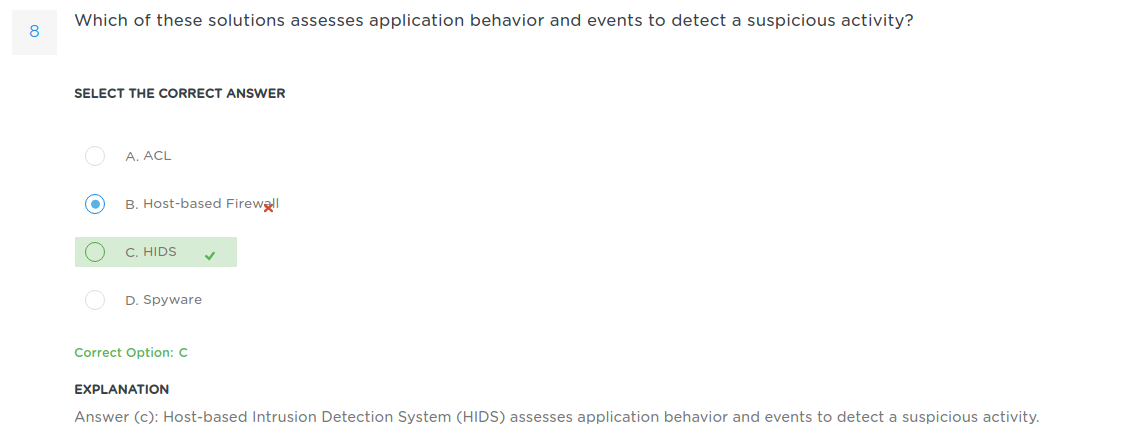 8
Which of these solutions assesses application behavior and events to detect a suspicious activity?
SELECT THE CORRECT ANSWER
A. ACL
B. Host-based Firewall
C. HIDS
D. Spyware
Correct Option: C
EXPLANATION
Answer (c): Host-based Intrusion Detection System (HIDS) assesses application behavior and events to detect a suspicious activity.